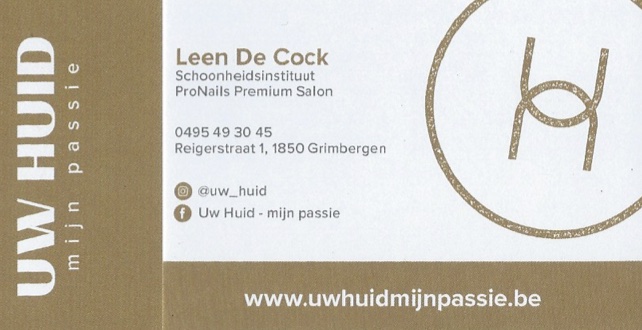 UW HUID
mijn passie
Leen De Cock
Schoonheidsinstituut
ProNails Premium Salon
0495 49 30 45
Reigerstraat 1, 1850 Grimbergen
@uw_huid
Uw Huid - mijn passie
www.uwhuidmijnpassie.be